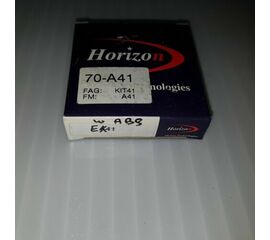 Horizon
70-A41
FAG: KIT41
FM: A41
nologies
W ABS
Horizon